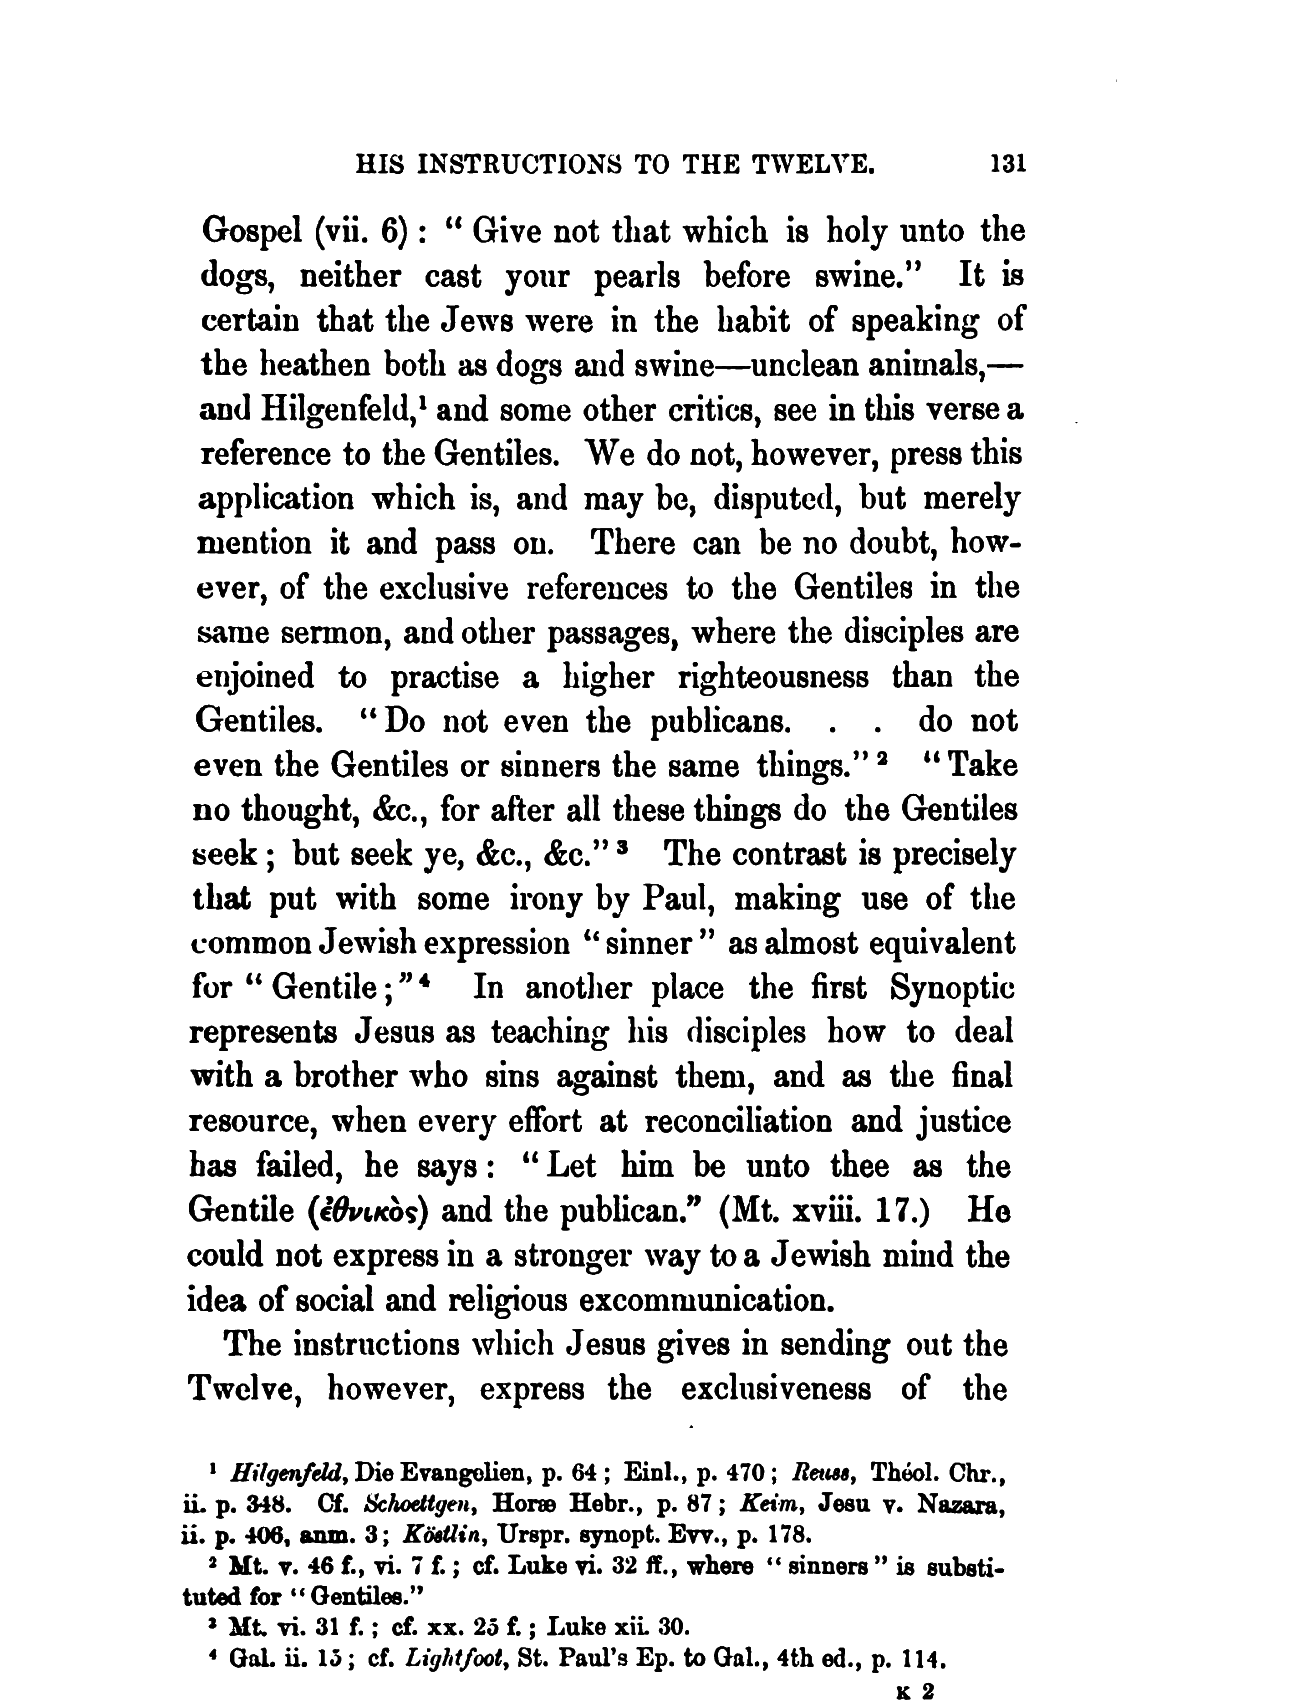 HIS INSTRUCTIONS TO THE TWELVE. 131
Gospel (vii. 6) : “ Give not that which is holy unto the
dogs, neither cast your pearls before swine.” It is
certain that the Jews were in the habit of speaking of
the heathen both as dogs and swine—unclean animals,—
and Hilgenfeld,¹ and some other critics, see in this verse a
reference to the Gentiles. We do not, however, press this
application which is, and may be, disputed, but merely
mention it and pass on. There can be no doubt, how-
ever, of the exclusive references to the Gentiles in the
same sermon, and other passages, where the disciples are
enjoined to practise a higher righteousness than the
Gentiles. “ Do not even the publicans. . . do not
even the Gentiles or sinners the same things.” ² “ Take
no thought, &c., for after all these things do the Gentiles
seek ; but seek ye, &c., &c.” ³ The contrast is precisely
that put with some irony by Paul, making use of the
common Jewish expression “ sinner ” as almost equivalent
for “ Gentile ; ” ⁴ In another place the first Synoptic
represents Jesus as teaching his disciples how to deal
with a brother who sins against them, and as the final
resource, when every effort at reconciliation and justice
has failed, he says : “ Let him be unto thee as the
Gentile (ἐθνικὸς) and the publican.” (Mt. xviii. 17.) He
could not express in a stronger way to a Jewish mind the
idea of social and religious excommunication.
The instructions which Jesus gives in sending out the
Twelve, however, express the exclusiveness of the
¹ Hilgenfeld, Die Evangelien, p. 64 ; Einl., p. 470 ; Reuss, Théol. Chr.,
ii. p. 348. Cf. Schoettgen, Horæ Hebr., p. 87 ; Keim, Jesu v. Nazara,
ii. p. 406, anm. 3 ; Köstlin, Urspr. synopt. Evv., p. 178.
² Mt. v. 46 f., vi. 7 f. ; cf. Luke vi. 32 ff., where “ sinners ” is substi-
tuted for “ Gentiles.”
³ Mt. vi. 31 f. ; cf. xx. 25 f. ; Luke xii. 30.
⁴ Gal. ii. 15 ; cf. Lightfoot, St. Paul's Ep. to Gal., 4th ed., p. 114.
K 2